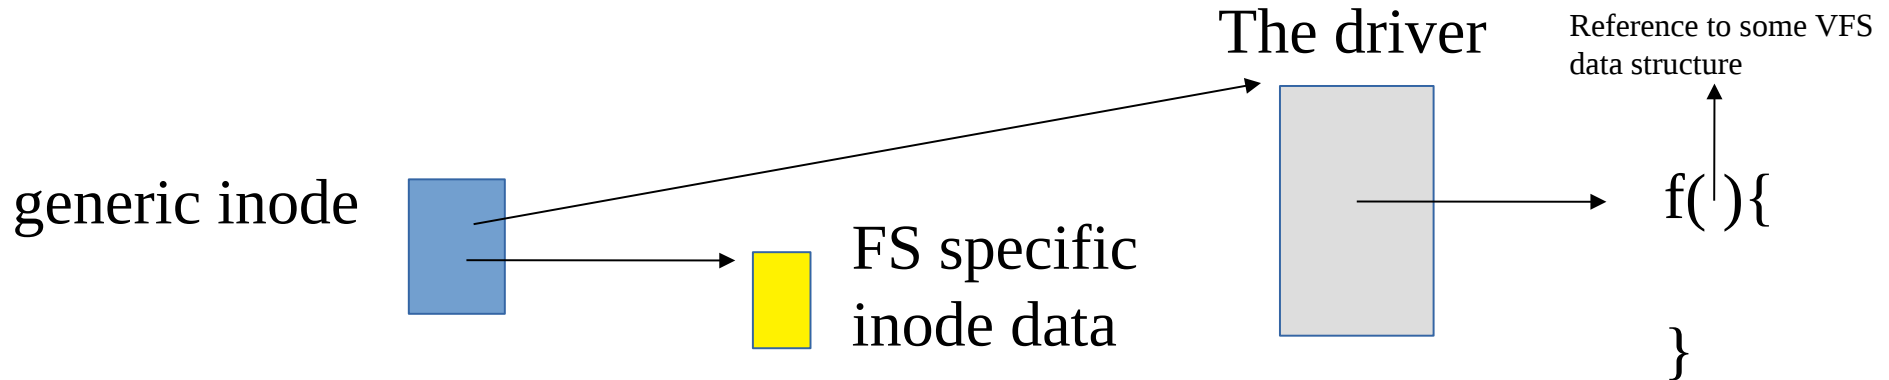 The driver
Reference to some VFS
data structure
generic inode
f( ){
FS specific
inode data
}